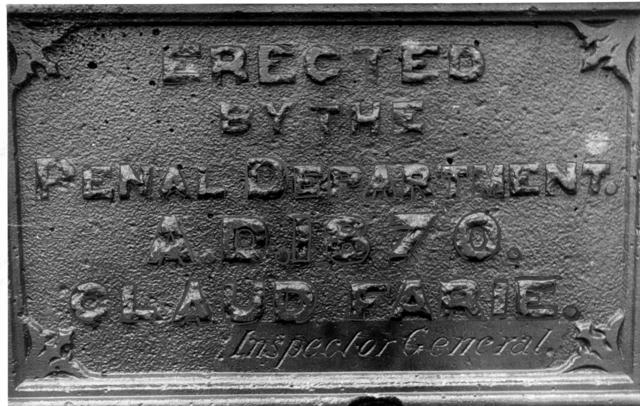 ERECTED
BY THE
PENAL DEPARTMENT.
A.D. 1870.
CLAUD FARIE.
Inspector General.